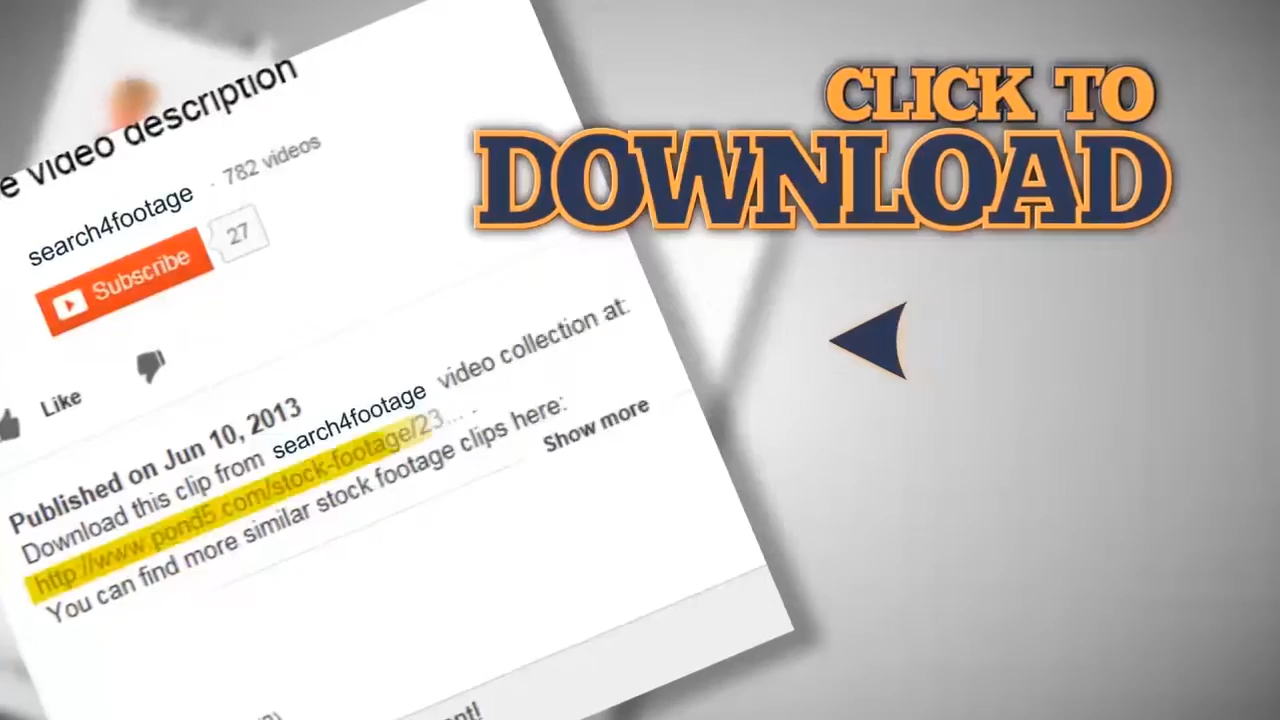 CLICK TO
DOWNLOAD
e video description
search4footage · 782 videos
Subscribe 27
Like
Published on Jun 10, 2013
Download this clip from search4footage video collection at:
http://www.pond5.com/stock-footage/23...
You can find more similar stock footage clips here:
Show more